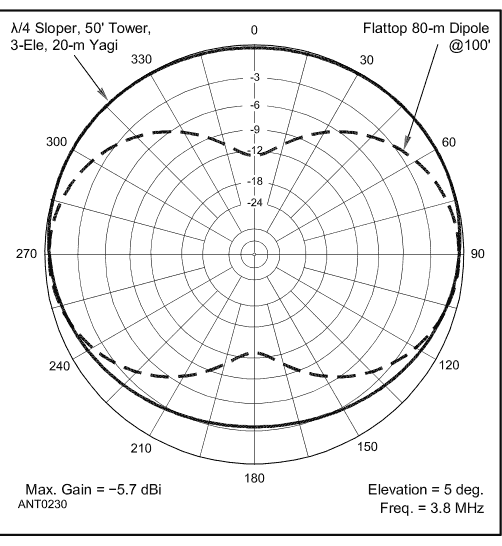 λ/4 Sloper, 50' Tower,
3-Ele, 20-m Yagi
Flattop 80-m Dipole
@100'
0
330
30
-3
-6
300
60
-9
-12
-18
-24
270
90
240
120
210
150
180
Max. Gain = −5.7 dBi
ANT0230
Elevation = 5 deg.
Freq. = 3.8 MHz